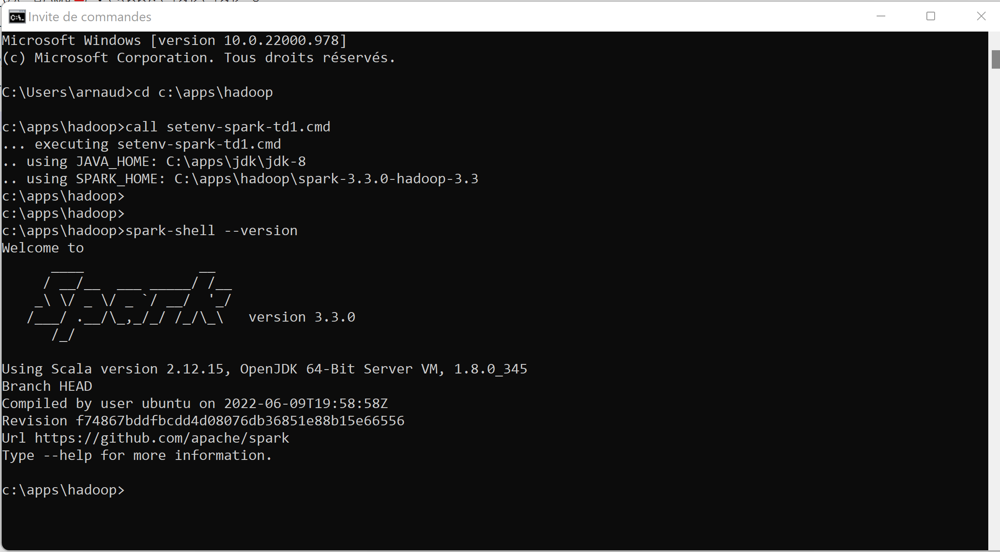 Invite de commandes
Microsoft Windows [version 10.0.22000.978]
(c) Microsoft Corporation. Tous droits réservés.
C:\Users\arnaud>cd c:\apps\hadoop
c:\apps\hadoop>call setenv-spark-td1.cmd
... executing setenv-spark-td1.cmd
.. using JAVA_HOME: C:\apps\jdk\jdk-8
.. using SPARK_HOME: C:\apps\hadoop\spark-3.3.0-hadoop-3.3
c:\apps\hadoop>
c:\apps\hadoop>
c:\apps\hadoop>spark-shell --version
Welcome to
      ____              __
     / __/__  ___ _____/ /__
    _\ \/ _ \/ _ `/ __/  '_/
   /___/ .__/\_,_/_/ /_/\_\   version 3.3.0
      /_/
Using Scala version 2.12.15, OpenJDK 64-Bit Server VM, 1.8.0_345
Branch HEAD
Compiled by user ubuntu on 2022-06-09T19:58:58Z
Revision f74867bddfbcdd4d08076db36851e88b15e66556
Url https://github.com/apache/spark
Type --help for more information.
c:\apps\hadoop>